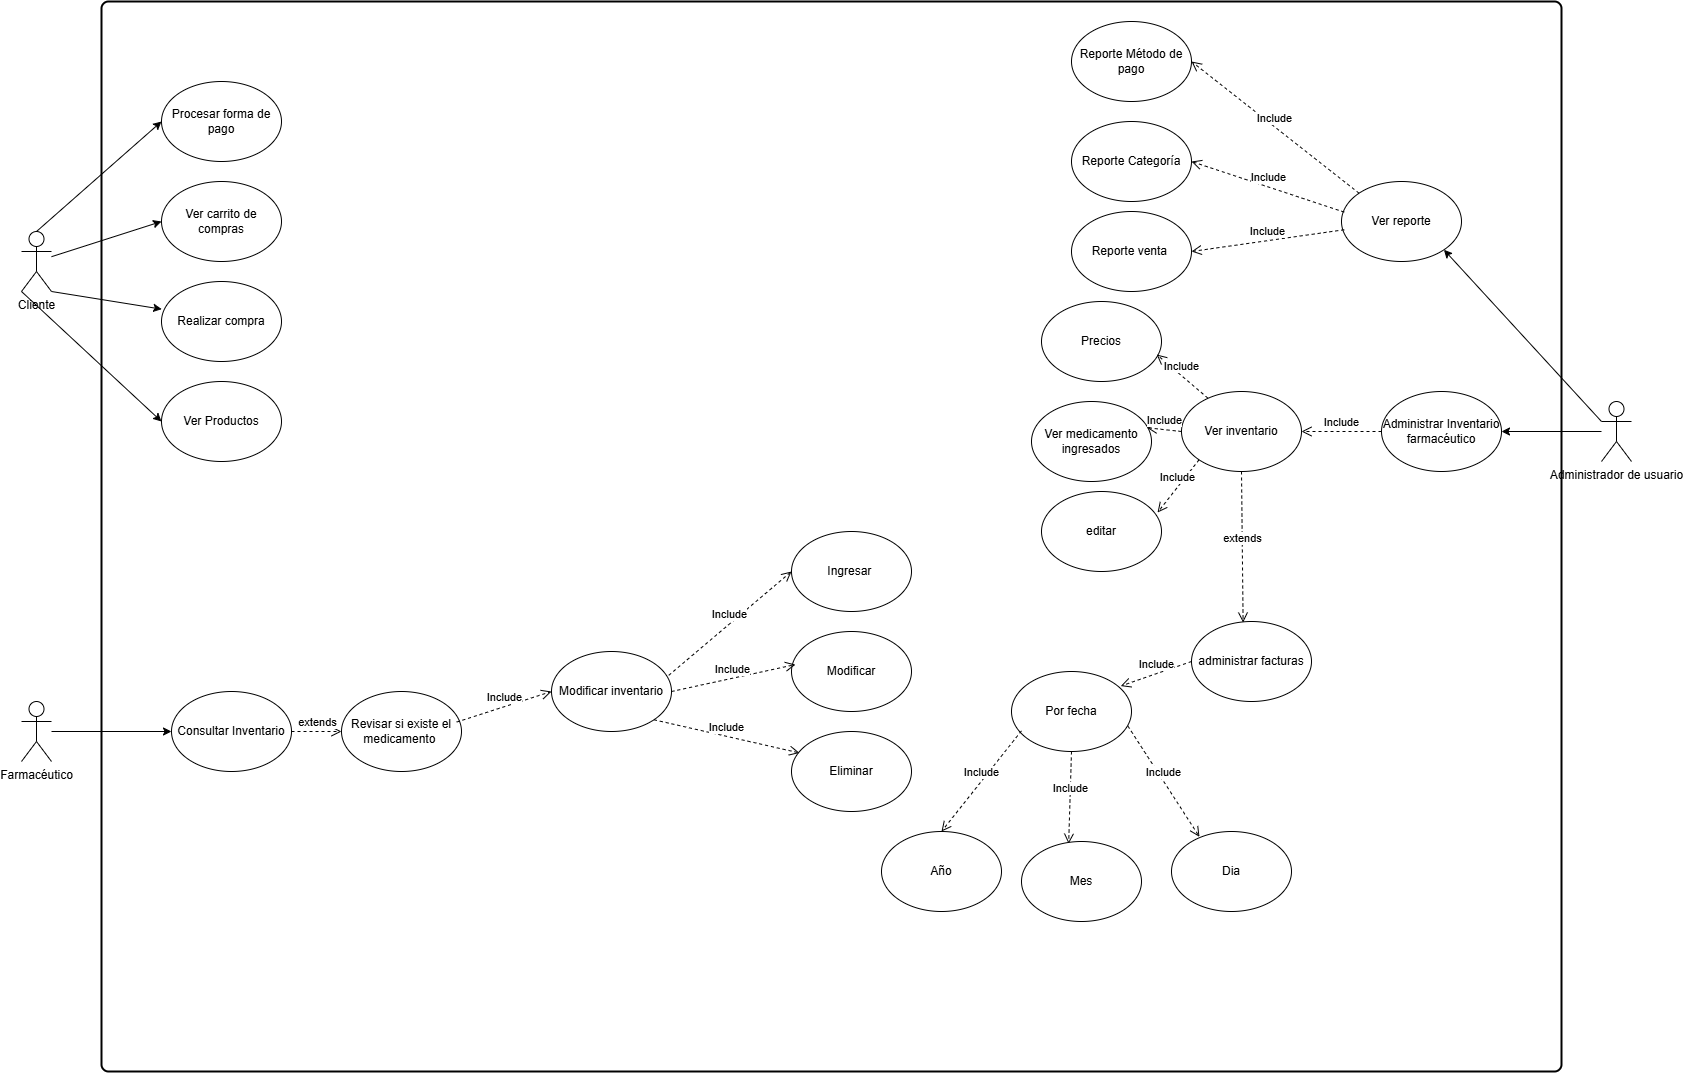 Reporte Método de
pago
Include
Procesar forma de
pago
Reporte Categoría
Include
Ver carrito de
compras
Ver reporte
Include
Reporte venta
Cliente
Realizar compra
Precios
Include
Ver Productos
Include
Ver medicamento
ingresados
Ver inventario
Include
Administrar Inventario
farmacéutico
Administrador de usuario
Include
editar
extends
Ingresar
Include
Modificar inventario
Include
Modificar
administrar facturas
Include
Include
Por fecha
Farmacéutico
Consultar Inventario
extends
Revisar si existe el
medicamento
Include
Eliminar
Include
Include
Include
Año
Mes
Dia